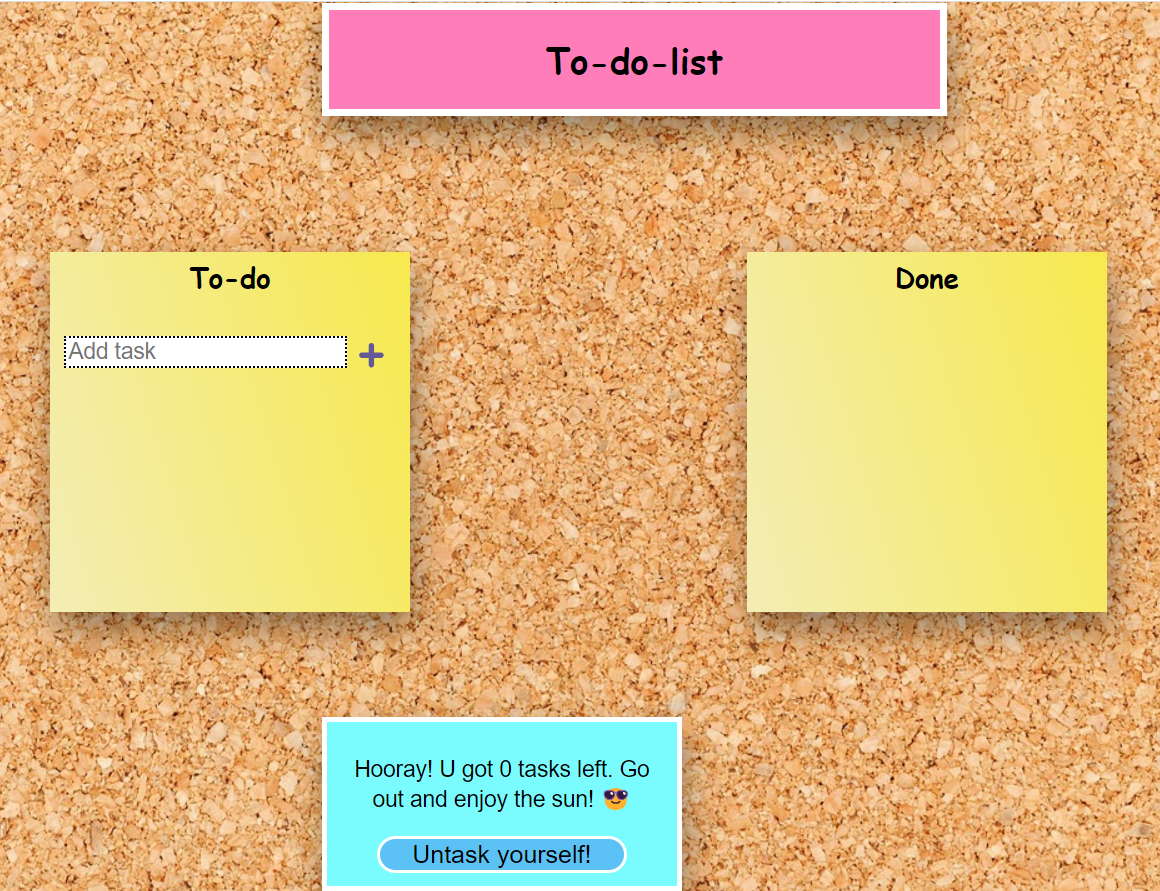 To-do-list
To-do
Add task
Done
Hooray! U got 0 tasks left. Go
out and enjoy the sun! 😎
Untask yourself!